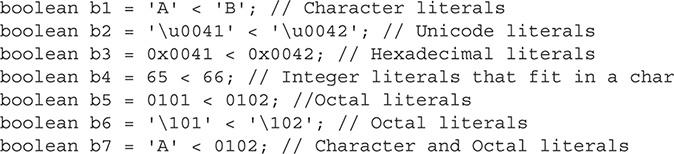 boolean b1 = 'A' < 'B'; // Character literals
boolean b2 = '\u0041' < '\u0042'; // Unicode literals
boolean b3 = 0x0041 < 0x0042; // Hexadecimal literals
boolean b4 = 65 < 66; // Integer literals that fit in a char
boolean b5 = 0101 < 0102; //Octal literals
boolean b6 = '\101' < '\102'; // Octal literals
boolean b7 = 'A' < 0102; // Character and Octal literals